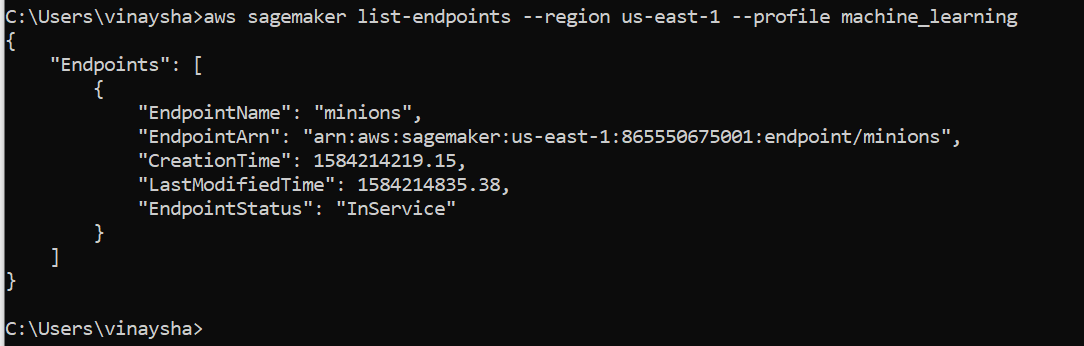 C:\Users\vinaysha>aws sagemaker list-endpoints --region us-east-1 --profile machine_learning
{
    "Endpoints": [
        {
            "EndpointName": "minions",
            "EndpointArn": "arn:aws:sagemaker:us-east-1:865550675001:endpoint/minions",
            "CreationTime": 1584214219.15,
            "LastModifiedTime": 1584214835.38,
            "EndpointStatus": "InService"
        }
    ]
}
C:\Users\vinaysha>